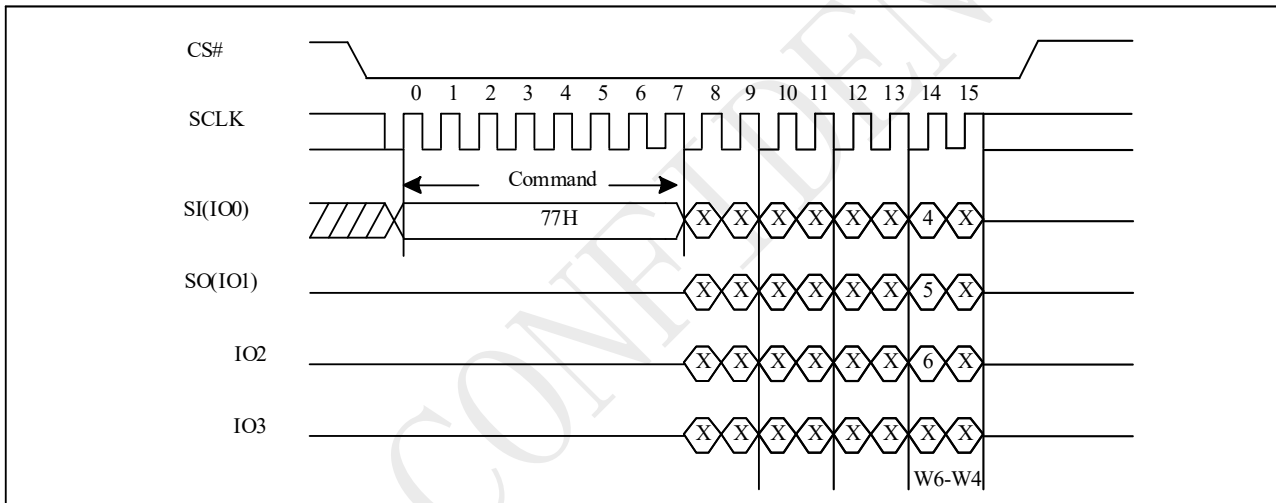 CS#
0 1 2 3 4 5 6 7 8 9 10 11 12 13 14 15
SCLK
Command
SI(IO0) 77H X X X X X X 4 X
SO(IO1) X X X X X X 5 X
IO2 X X X X X X 6 X
IO3 X X X X X X X X
W6-W4
CONFIDEN